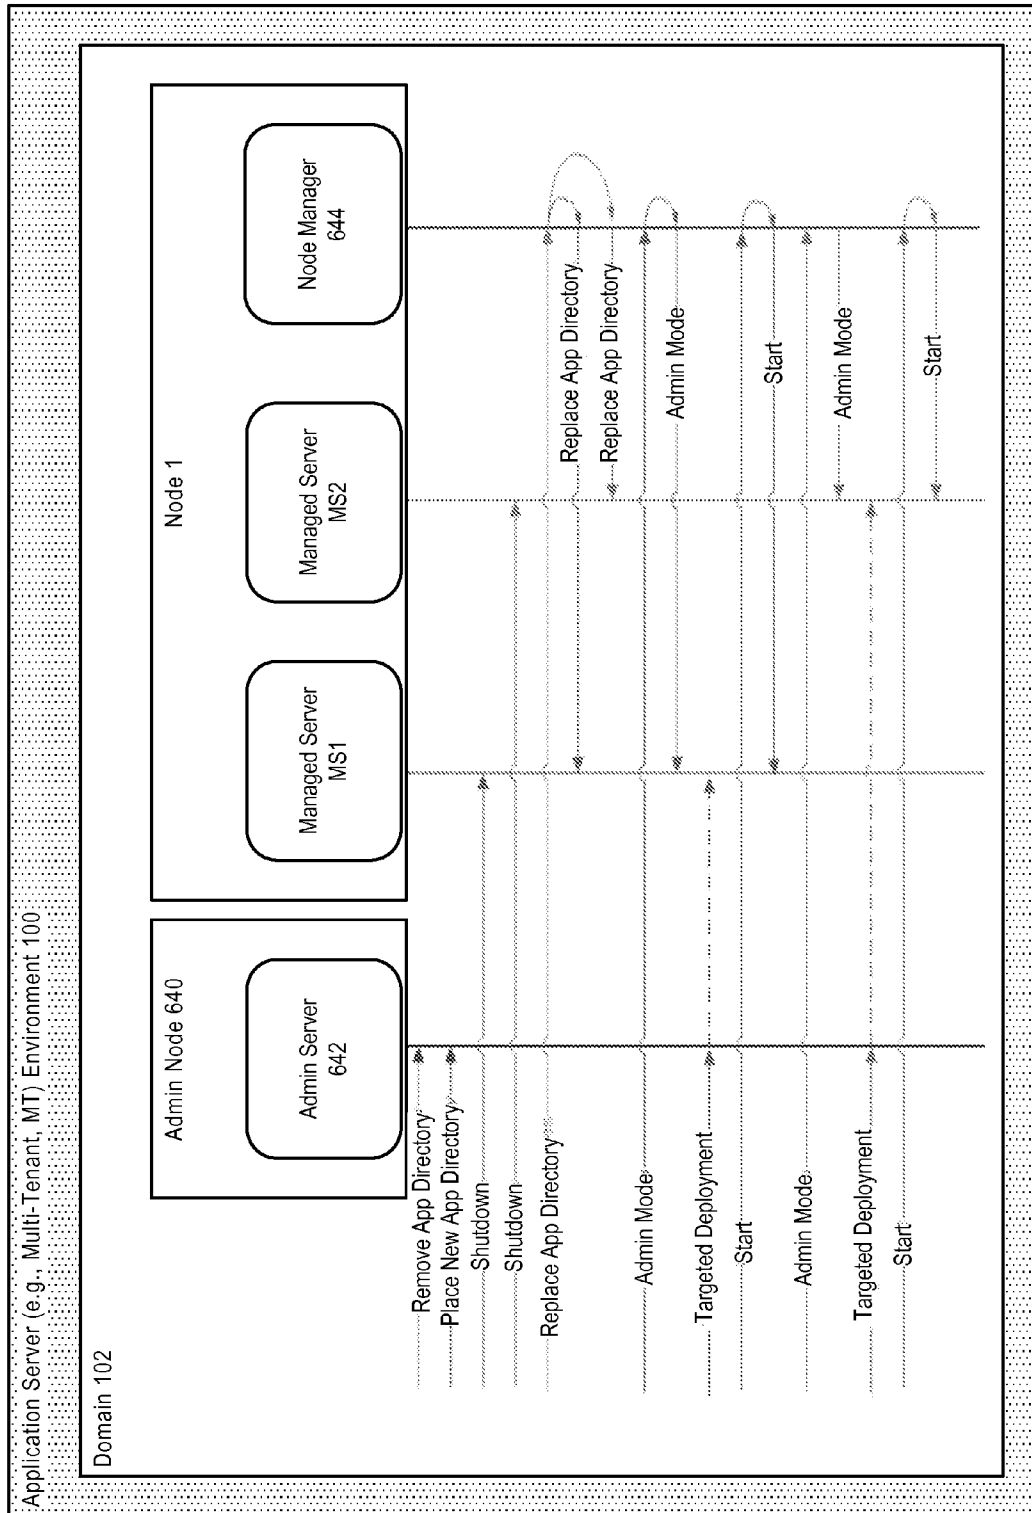 Application Server (e.g., Multi-Tenant, MT) Environment 100
Domain 102
Admin Node 640
Admin Server
642
Node 1
Managed Server
MS1
Managed Server
MS2
Node Manager
644
Remove App Directory
Place New App Directory
Shutdown
Shutdown
Replace App Directory
Replace App Directory
Replace App Directory
Admin Mode
Admin Mode
Targeted Deployment
Start
Start
Admin Mode
Admin Mode
Targeted Deployment
Start
Start